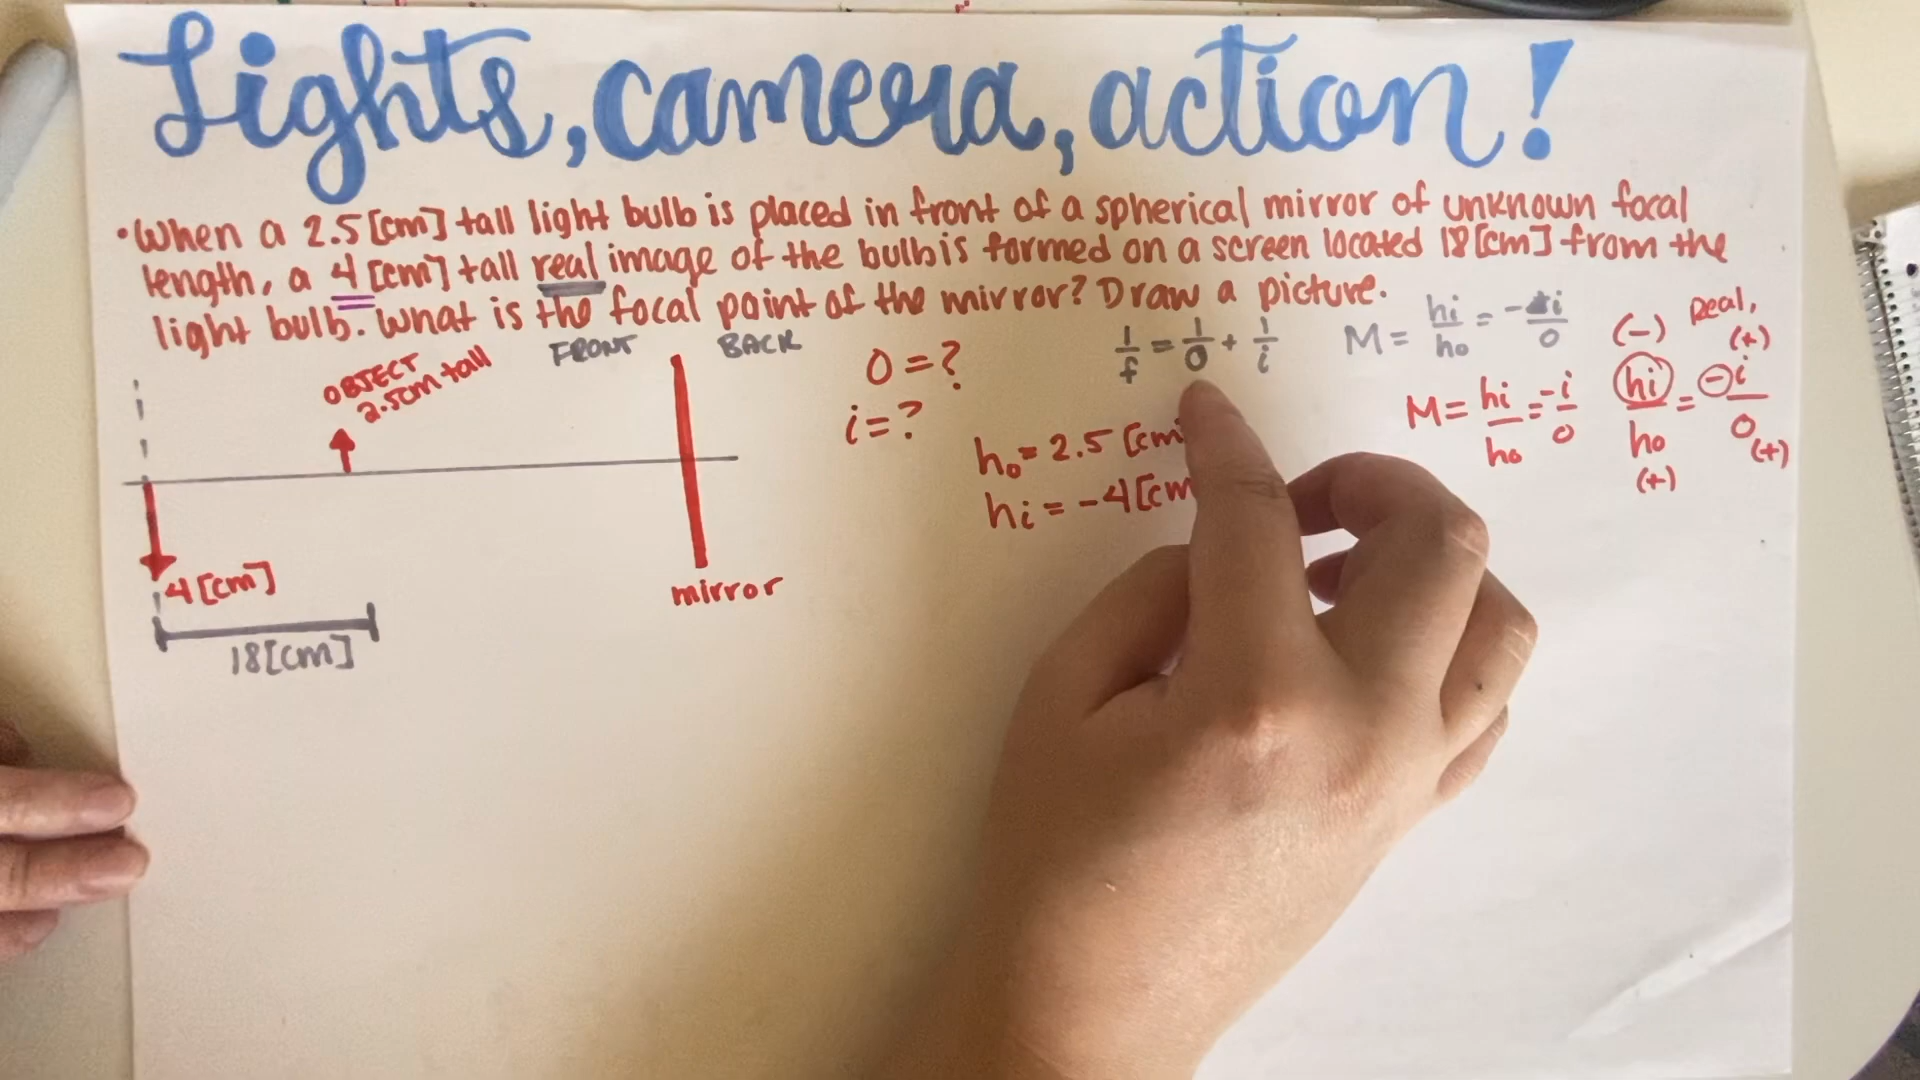 Lights, camera, action!
• When a 2.5 [cm] tall light bulb is placed in front of a spherical mirror of unknown focal
length, a 4 [cm] tall real image of the bulb is formed on a screen located 18 [cm] from the
light bulb. What is the focal point of the mirror? Draw a picture.
OBJECT
2.5cm tall
FRONT
BACK
4 [cm]
18 [cm]
mirror
o = ?
i = ?
1/f = 1/o + 1/i
ho = 2.5 [cm
hi = -4 [cm
M = hi/ho = -i/o
M = hi/ho = -i/o
(-) Real, (+)
hi/ho = -i/o
(+) (+)